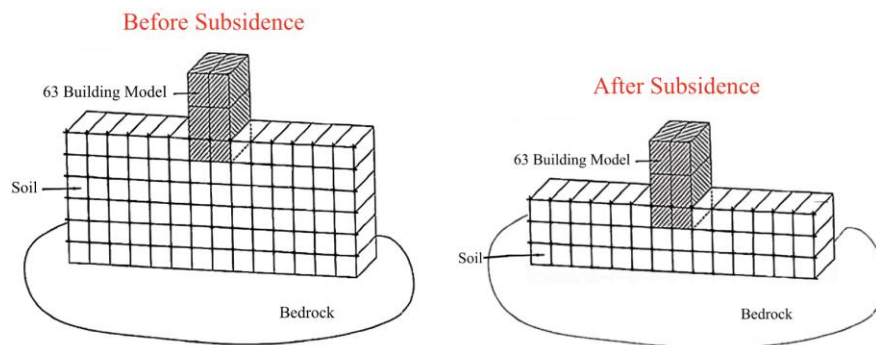 Before Subsidence
63 Building Model
Soil
Bedrock
After Subsidence
63 Building Model
Soil
Bedrock